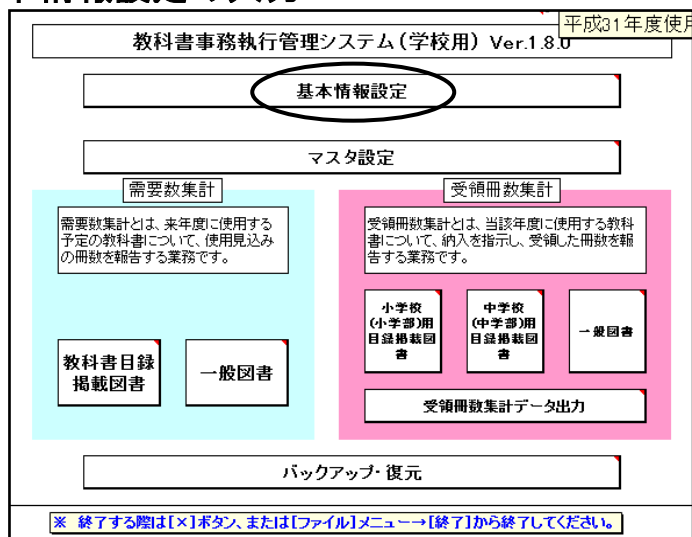 平成31年度使用
教科書事務執行管理システム(学校用) Ver.1.8.0
基本情報設定
マスタ設定
需要数集計
需要数集計とは、来年度に使用する
予定の教科書について、使用見込み
の冊数を報告する業務です。
教科書目録
掲載図書
一般図書
受領冊数集計
受領冊数集計とは、当該年度に使用する教科
書について、納入を指示し、受領した冊数を報
告する業務です。
小学校
(小学部)用
目録掲載図
書
中学校
(中学部)用
目録掲載図
書
一般図書
受領冊数集計データ出力
バックアップ・復元
※ 終了する際は[×]ボタン、または[ファイル]メニュー→[終了]から終了してください。